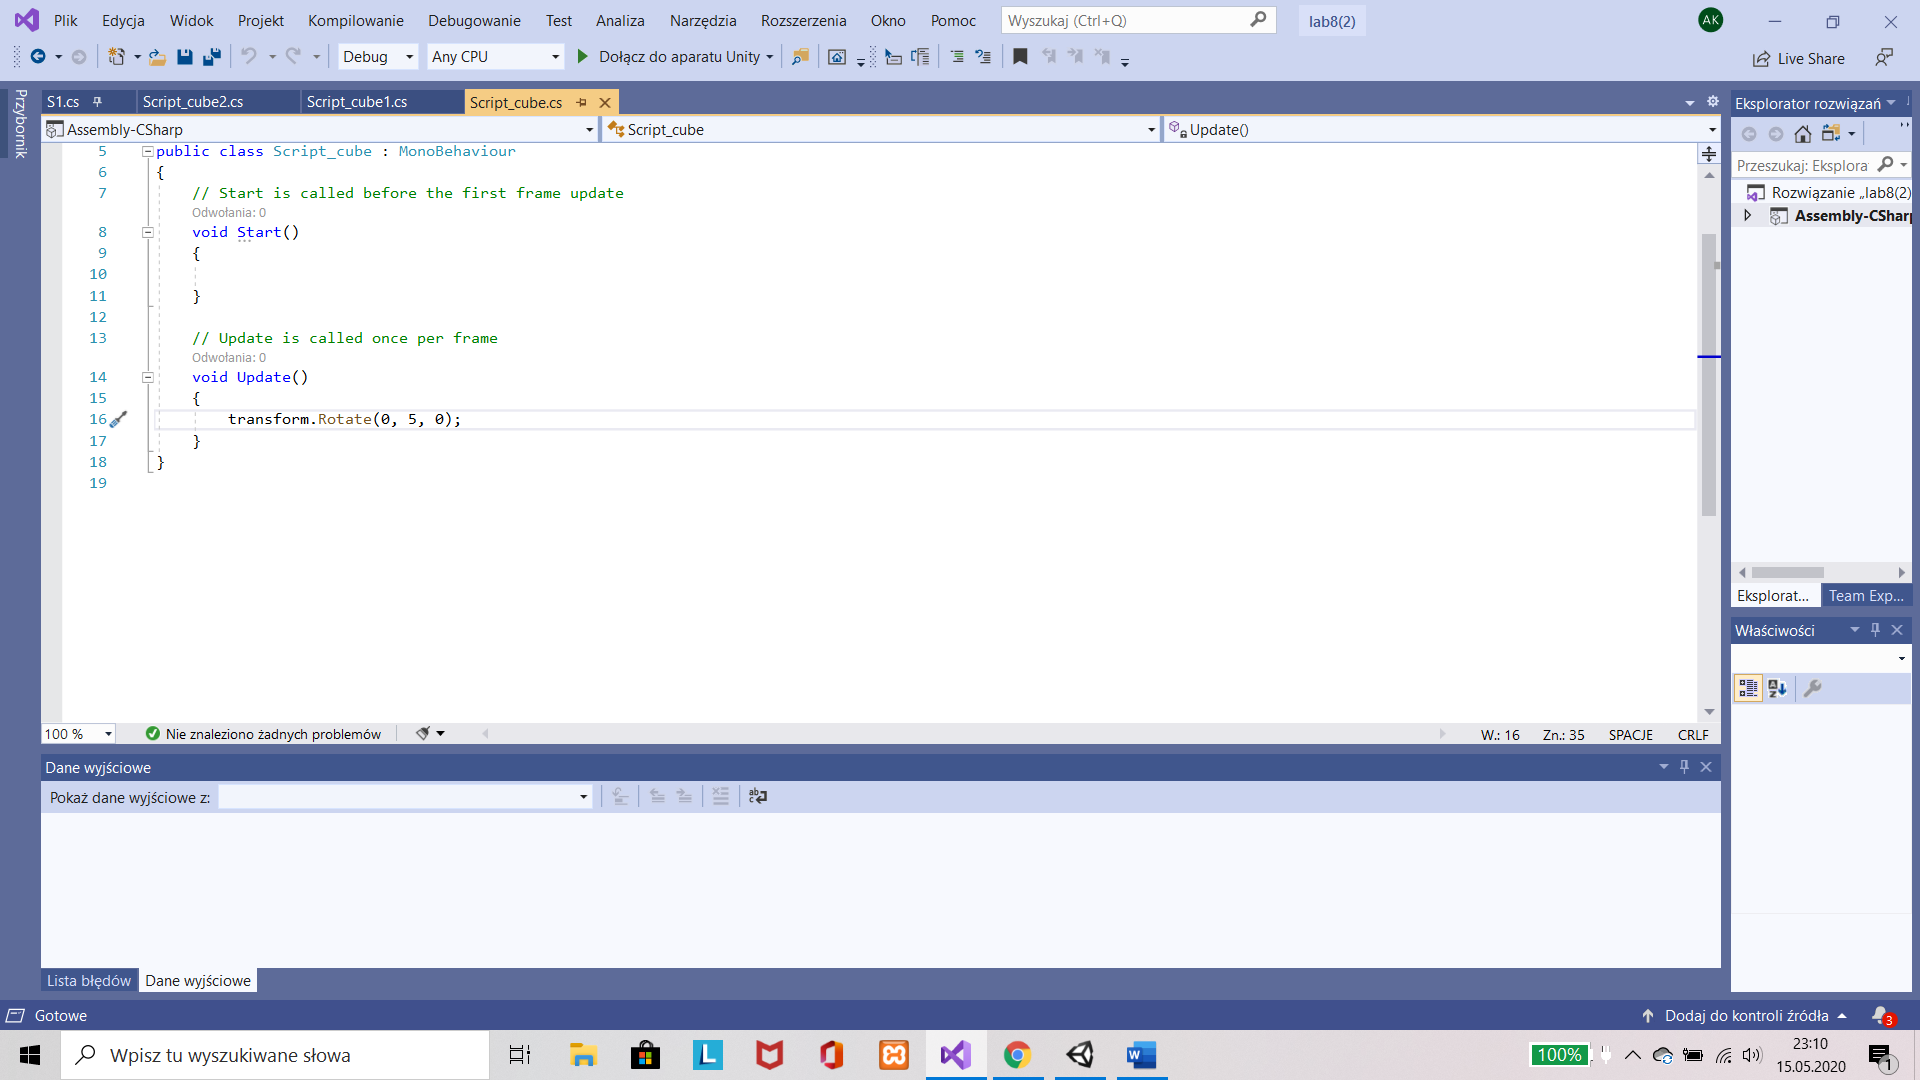 Plik Edycja Widok Projekt Kompilowanie Debugowanie Test Analiza Narzędzia Rozszerzenia Okno Pomoc Wyszukaj (Ctrl+Q) lab8(2) AK
Debug Any CPU Dołącz do aparatu Unity Live Share
Przybornik
S1.cs Script_cube2.cs Script_cube1.cs Script_cube.cs
Assembly-CSharp Script_cube Update()
5 public class Script_cube : MonoBehaviour
6 {
7 // Start is called before the first frame update
Odwołania: 0
8 void Start()
9 {
10
11 }
12
13 // Update is called once per frame
Odwołania: 0
14 void Update()
15 {
16 transform.Rotate(0, 5, 0);
17 }
18 }
19
100 % Nie znaleziono żadnych problemów W.: 16 Zn.: 35 SPACJE CRLF
Dane wyjściowe
Pokaż dane wyjściowe z:
Lista błędów Dane wyjściowe
Eksplorator rozwiązań
Przeszukaj: Eksplora
Rozwiązanie „lab8(2)
Assembly-CSharp
Eksplorat... Team Exp...
Właściwości
Gotowe Dodaj do kontroli źródła 3
Wpisz tu wyszukiwane słowa
100% 23:10
15.05.2020 1